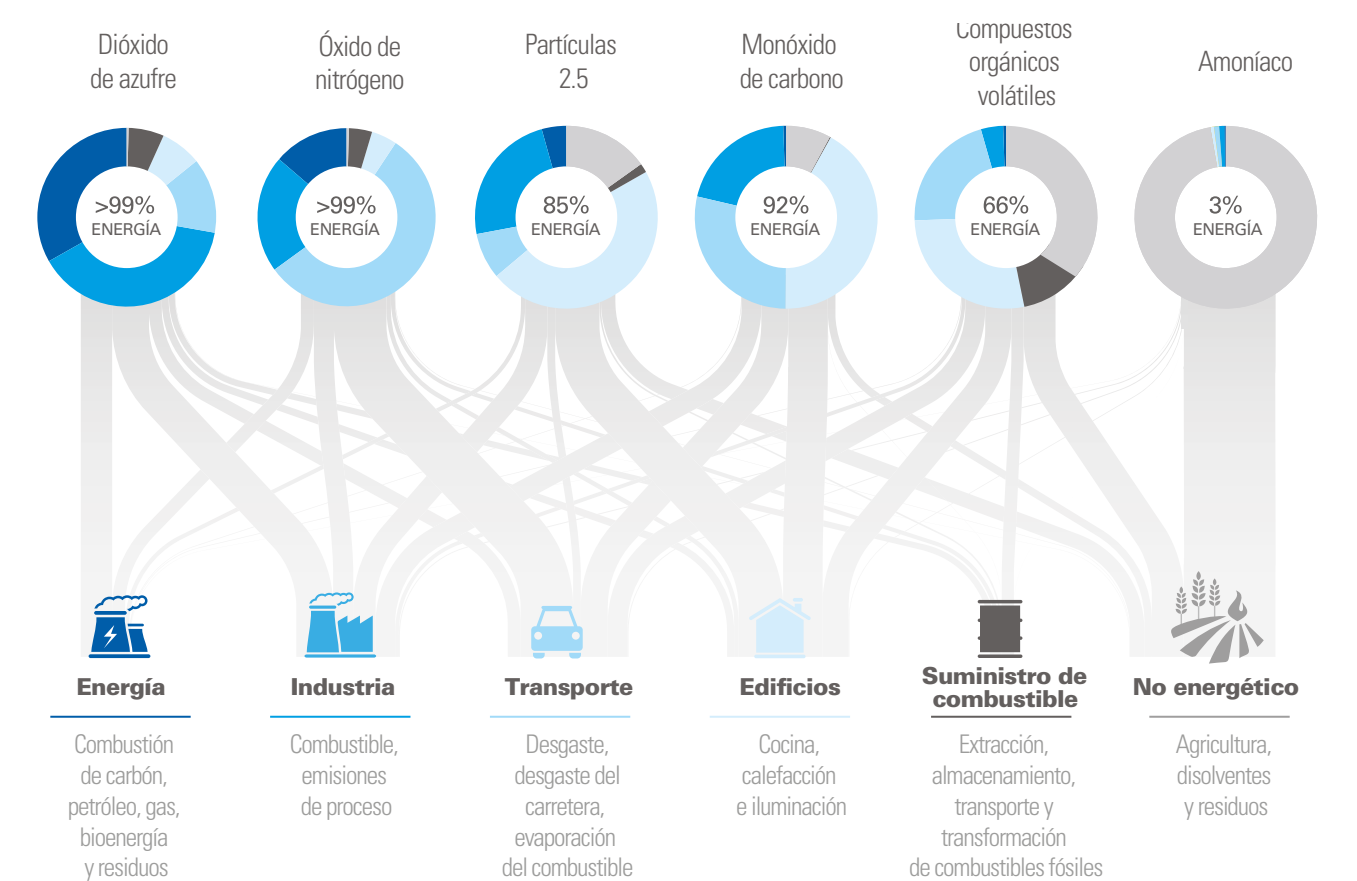 Dióxido
de azufre
Óxido de
nitrógeno
Partículas
2.5
Monóxido
de carbono
Compuestos
orgánicos
volátiles
Amoníaco
>99%
ENERGÍA
>99%
ENERGÍA
85%
ENERGÍA
92%
ENERGÍA
66%
ENERGÍA
3%
ENERGÍA
Energía
Combustión
de carbón,
petróleo, gas,
bioenergía
y residuos
Industria
Combustible,
emisiones
de proceso
Transporte
Desgaste,
desgaste del
carretera,
evaporación
del combustible
Edificios
Cocina,
calefacción
e iluminación
Suministro de
combustible
Extracción,
almacenamiento,
transporte y
transformación
de combustibles fósiles
No energético
Agricultura,
disolventes
y residuos